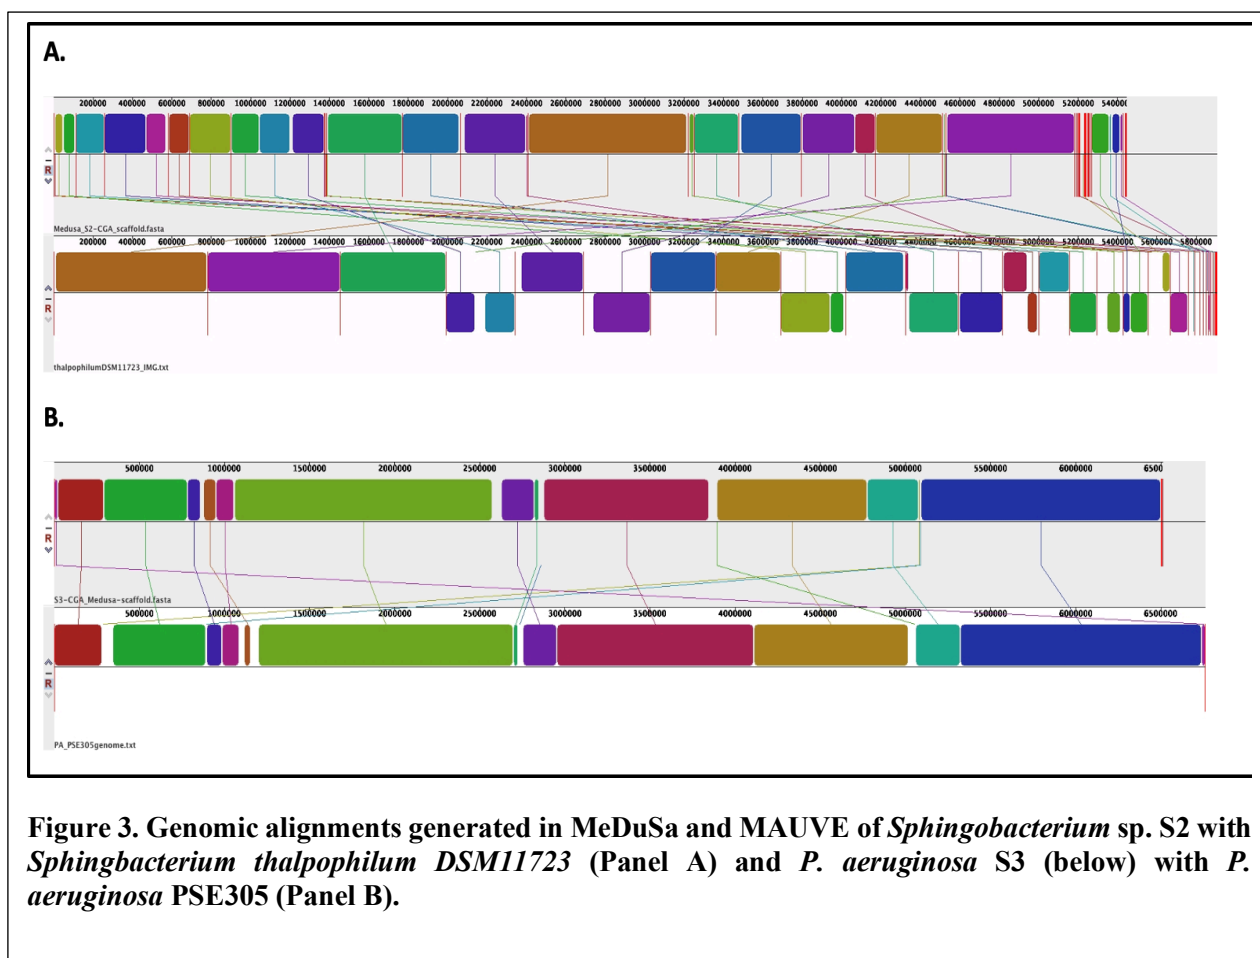 A.
200000 400000 600000 800000 1000000 1200000 1400000 1600000 1800000 2000000 2200000 2400000 2600000 2800000 3000000 3200000 3400000 3600000 3800000 4000000 4200000 4400000 4600000 4800000 5000000 5200000 540000
R
Medusa_S2-CGA_scaffold.fasta
200000 400000 600000 800000 1000000 1200000 1400000 1600000 1800000 2000000 2200000 2400000 2600000 2800000 3000000 3200000 3400000 3600000 3800000 4000000 4200000 4400000 4600000 4800000 5000000 5200000 5400000 5600000 5800000
R
thalpophilumDSM11723_IMG.txt
B.
500000 1000000 1500000 2000000 2500000 3000000 3500000 4000000 4500000 5000000 5500000 6000000 6500
R
S3-CGA_Medusa-scaffold.fasta
500000 1000000 1500000 2000000 2500000 3000000 3500000 4000000 4500000 5000000 5500000 6000000 6500000
R
PA_PSE305genome.txt
Figure 3. Genomic alignments generated in MeDuSa and MAUVE of Sphingobacterium sp. S2 with
Sphingbacterium thalpophilum DSM11723 (Panel A) and P. aeruginosa S3 (below) with P.
aeruginosa PSE305 (Panel B).